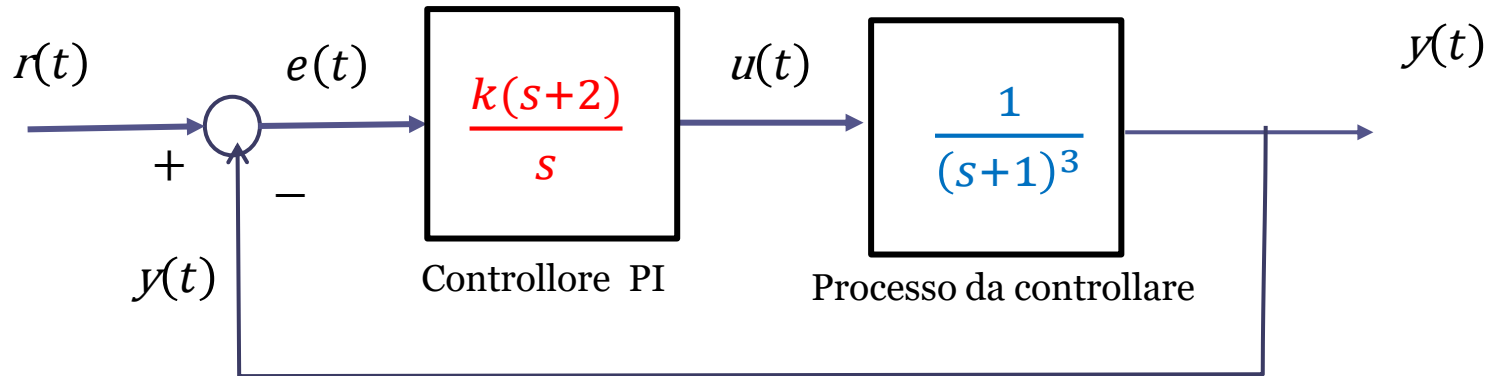 r(t)
e(t)
k(s+2)
s
u(t)
1
(s+1)³
y(t)
+
−
y(t)
Controllore PI
Processo da controllare